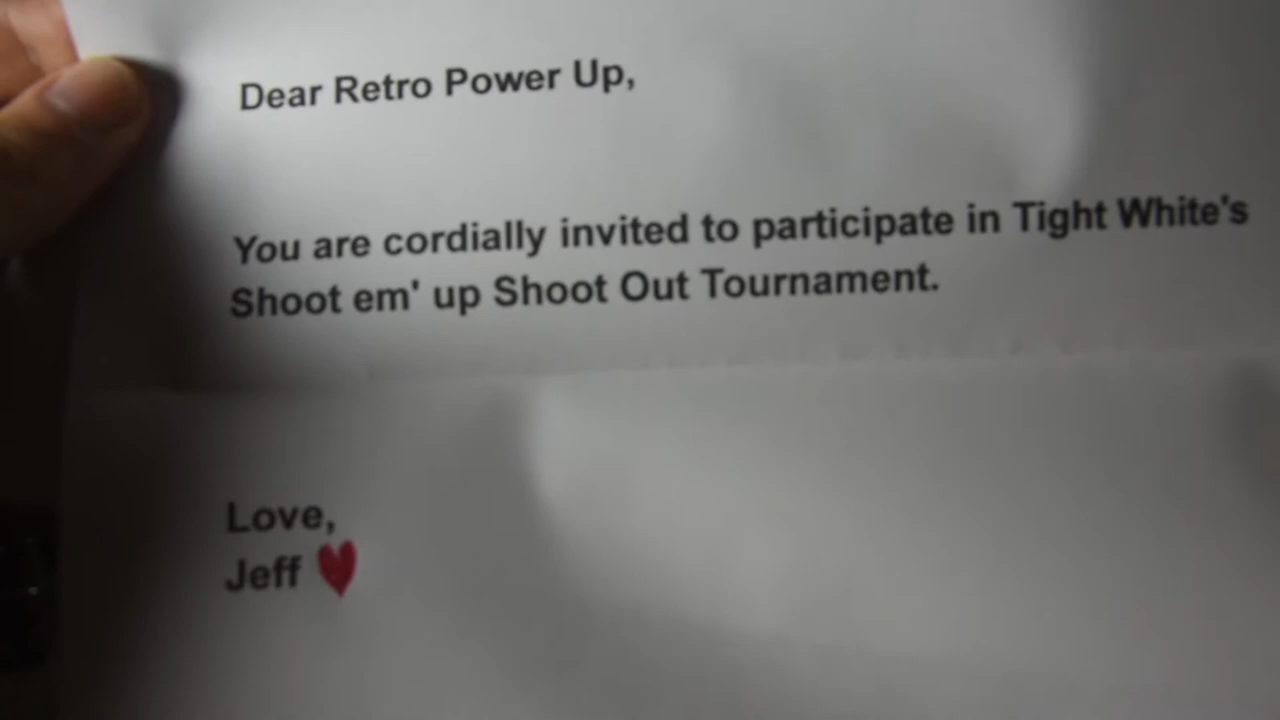 Dear Retro Power Up,
You are cordially invited to participate in Tight White's
Shoot em' up Shoot Out Tournament.
Love,
Jeff